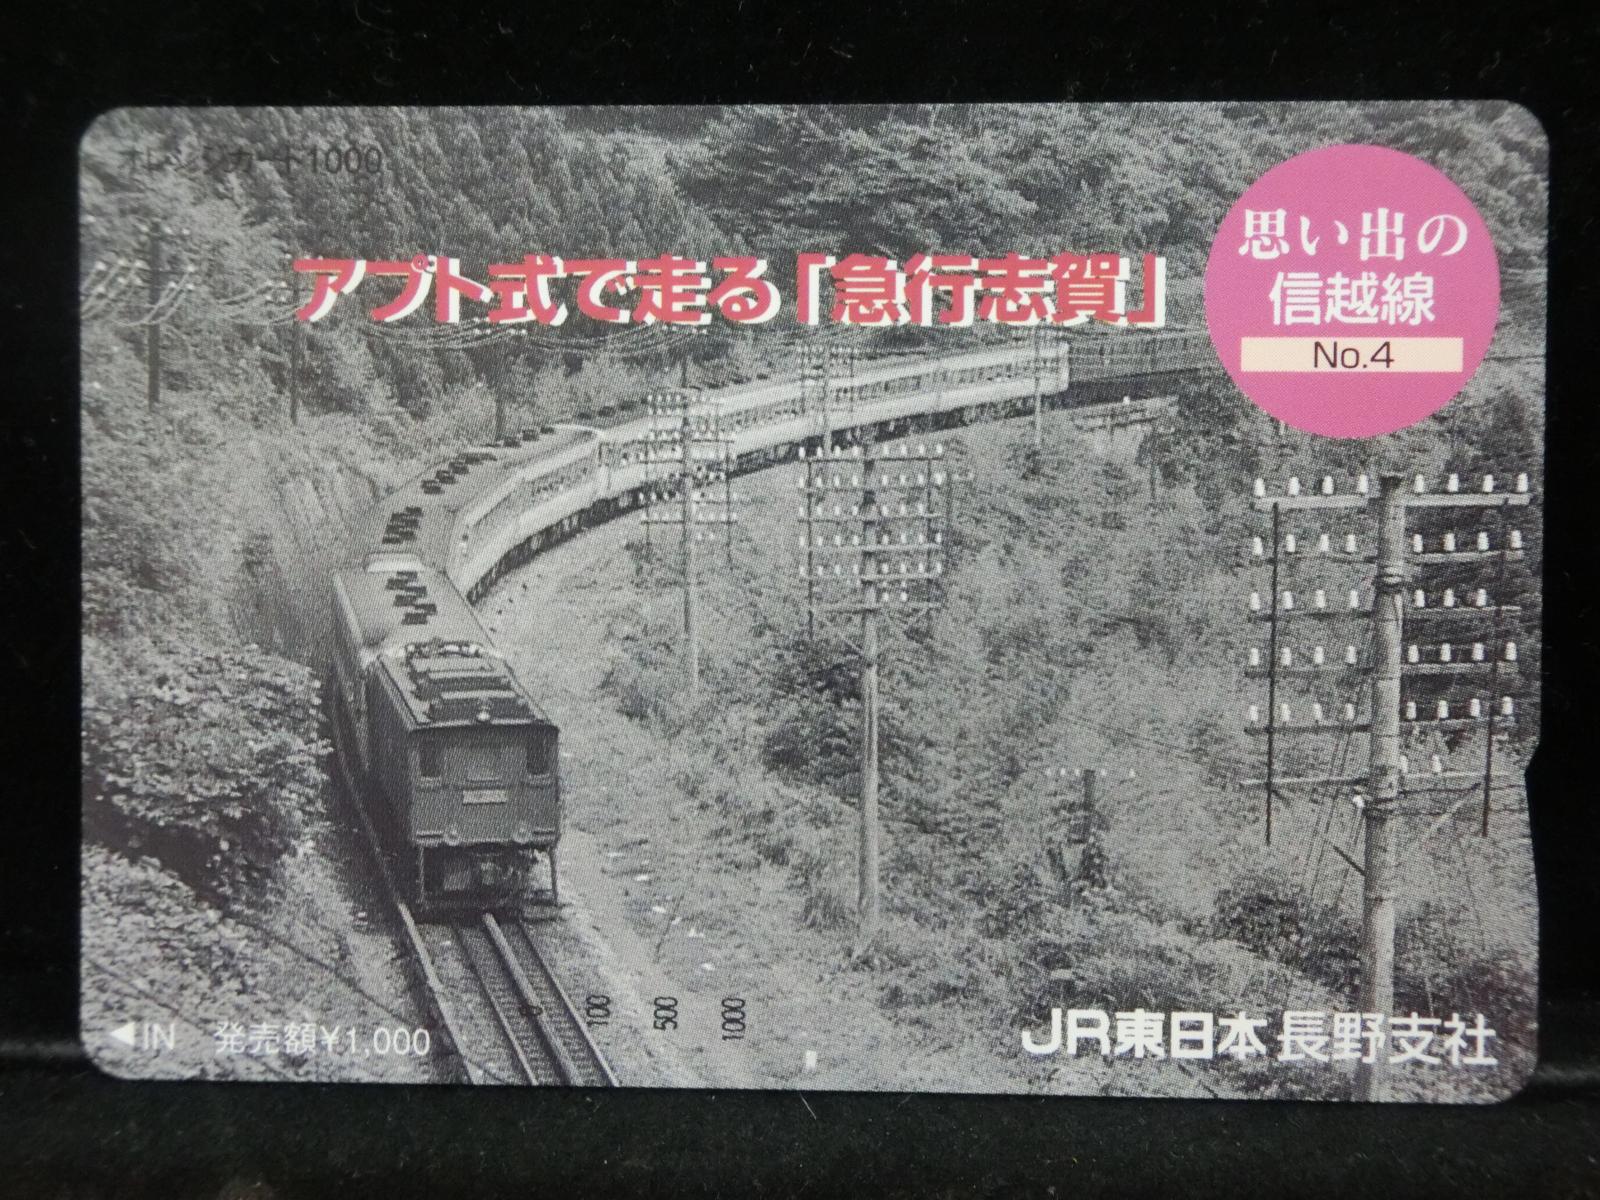 オレンジカード1000
アプト式で走る「急行志賀」
思い出の
信越線
No.4
◀IN 発売額¥1,000
0 100 500 1000
JR東日本 長野支社